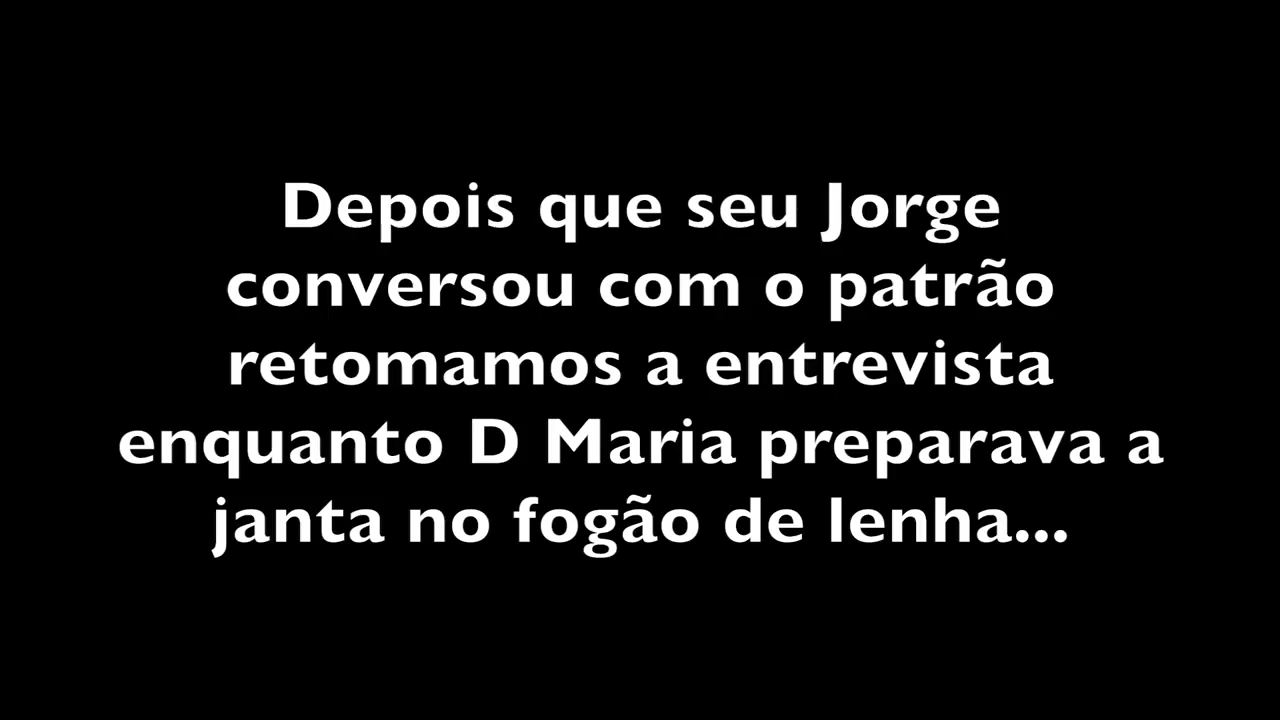 Depois que seu Jorge
conversou com o patrão
retomamos a entrevista
enquanto D Maria preparava a
janta no fogão de lenha...